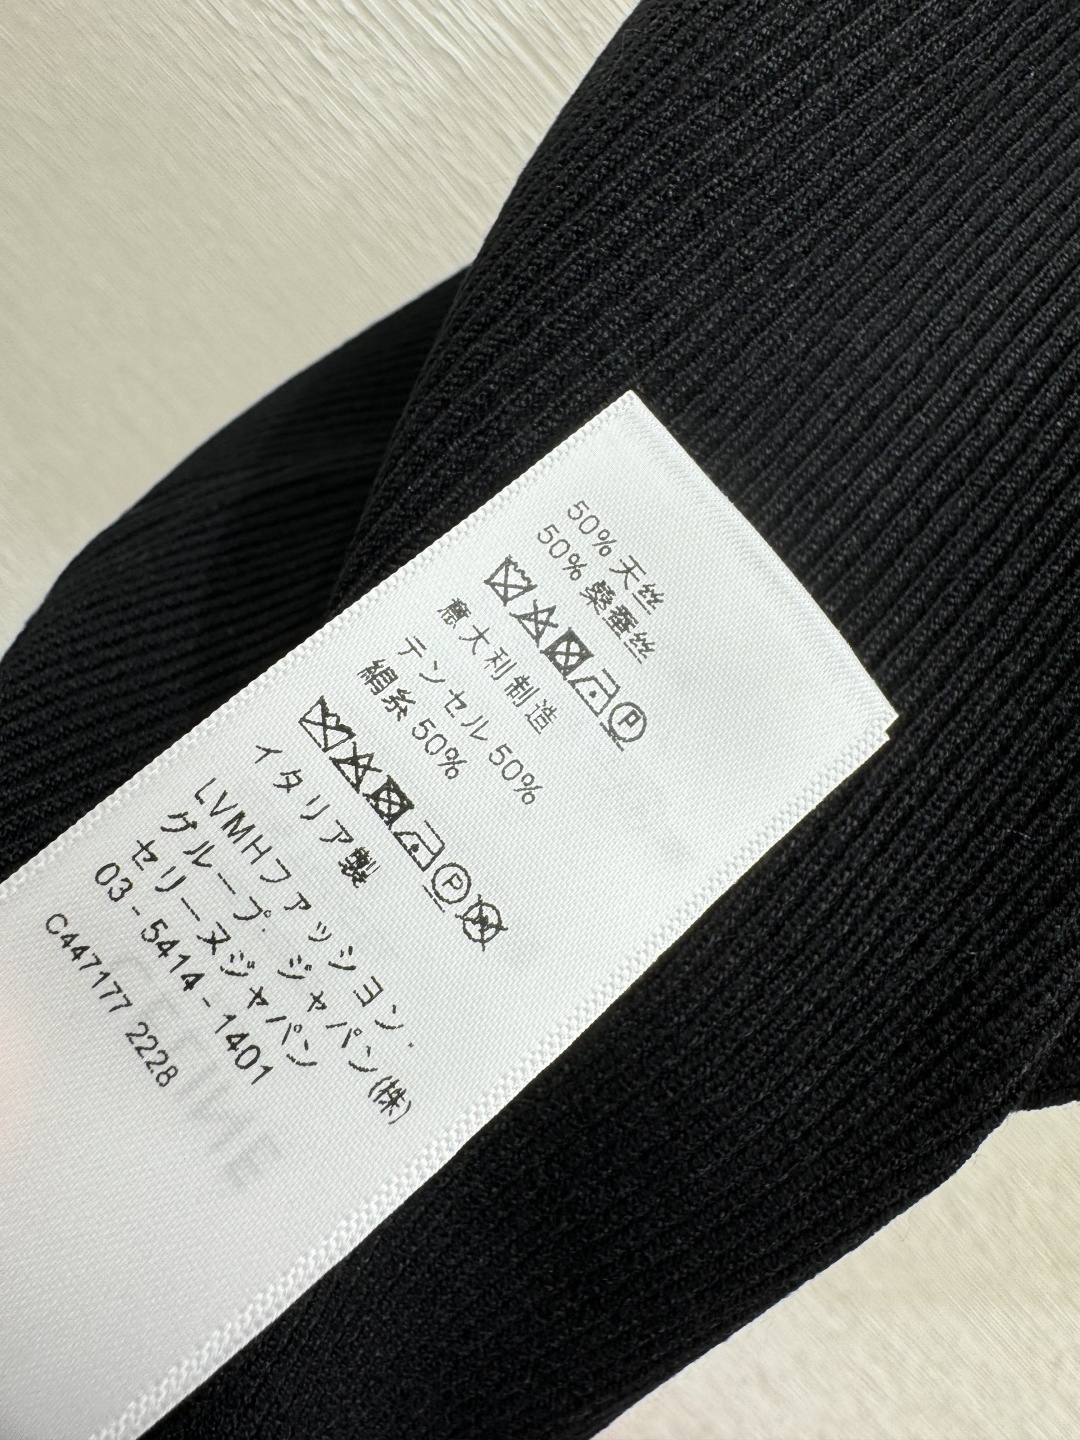 50% 天丝
50% 桑蚕丝
P
意大利制造
テンセル 50%
絹糸 50%
P W
イタリア製
LVMHファッション・
グループ・ジャパン(株)
セリーヌジャパン
03 - 5414 - 1401
C447177 2228